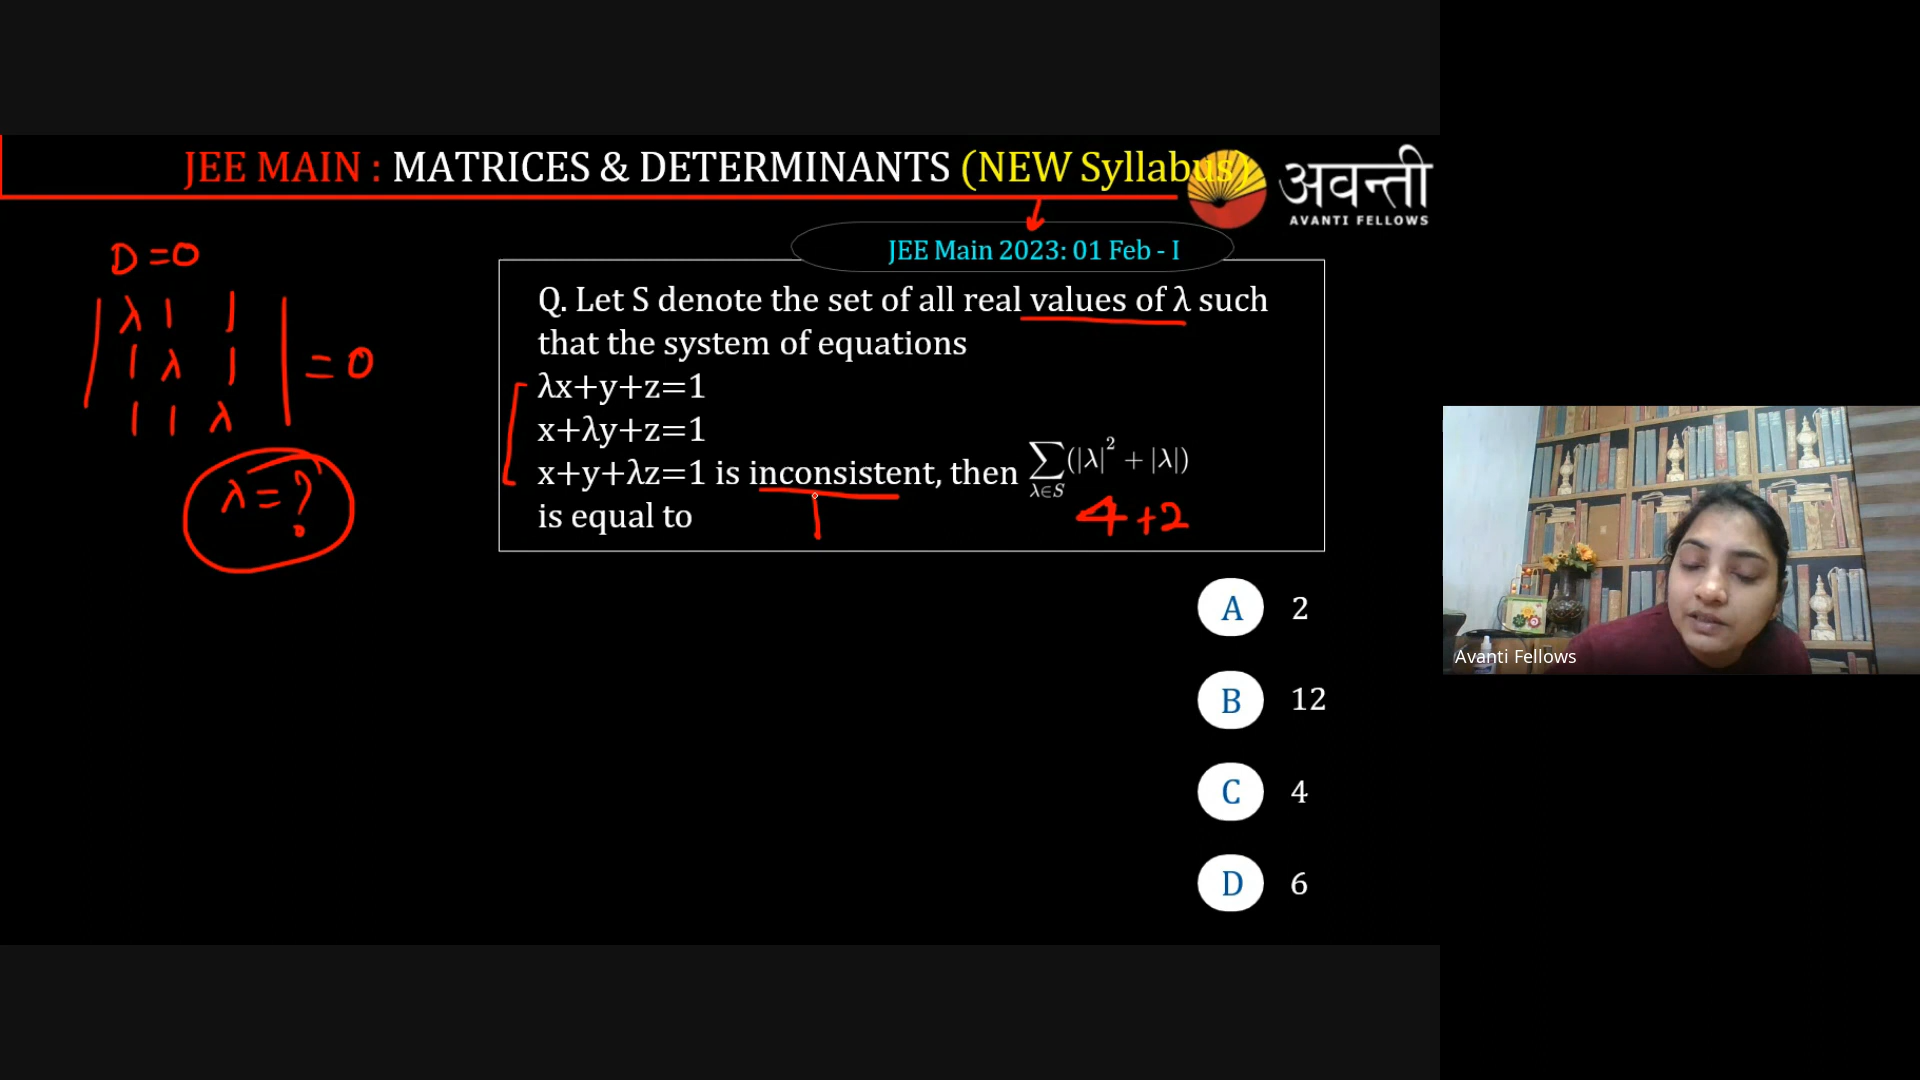 JEE MAIN : MATRICES & DETERMINANTS (NEW Syllabus)
अवन्ती
AVANTI FELLOWS
JEE Main 2023: 01 Feb - I
D = 0
| λ 1 1 |
| 1 λ 1 | = 0
| 1 1 λ |
λ = ?
Q. Let S denote the set of all real values of λ such
that the system of equations
λx+y+z=1
x+λy+z=1
x+y+λz=1 is inconsistent, then ∑λ∈S(|λ|² + |λ|)
is equal to
4 + 2
A 2
B 12
C 4
D 6
Avanti Fellows